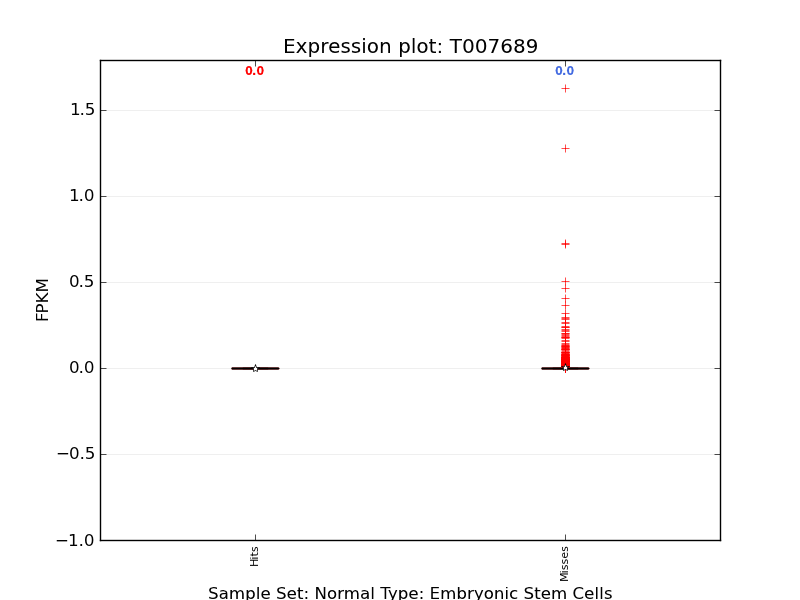 Expression plot: T007689
0.0
0.0
1.5
1.0
0.5
0.0
−0.5
−1.0
FPKM
Hits
Misses
Sample Set: Normal Type: Embryonic Stem Cells